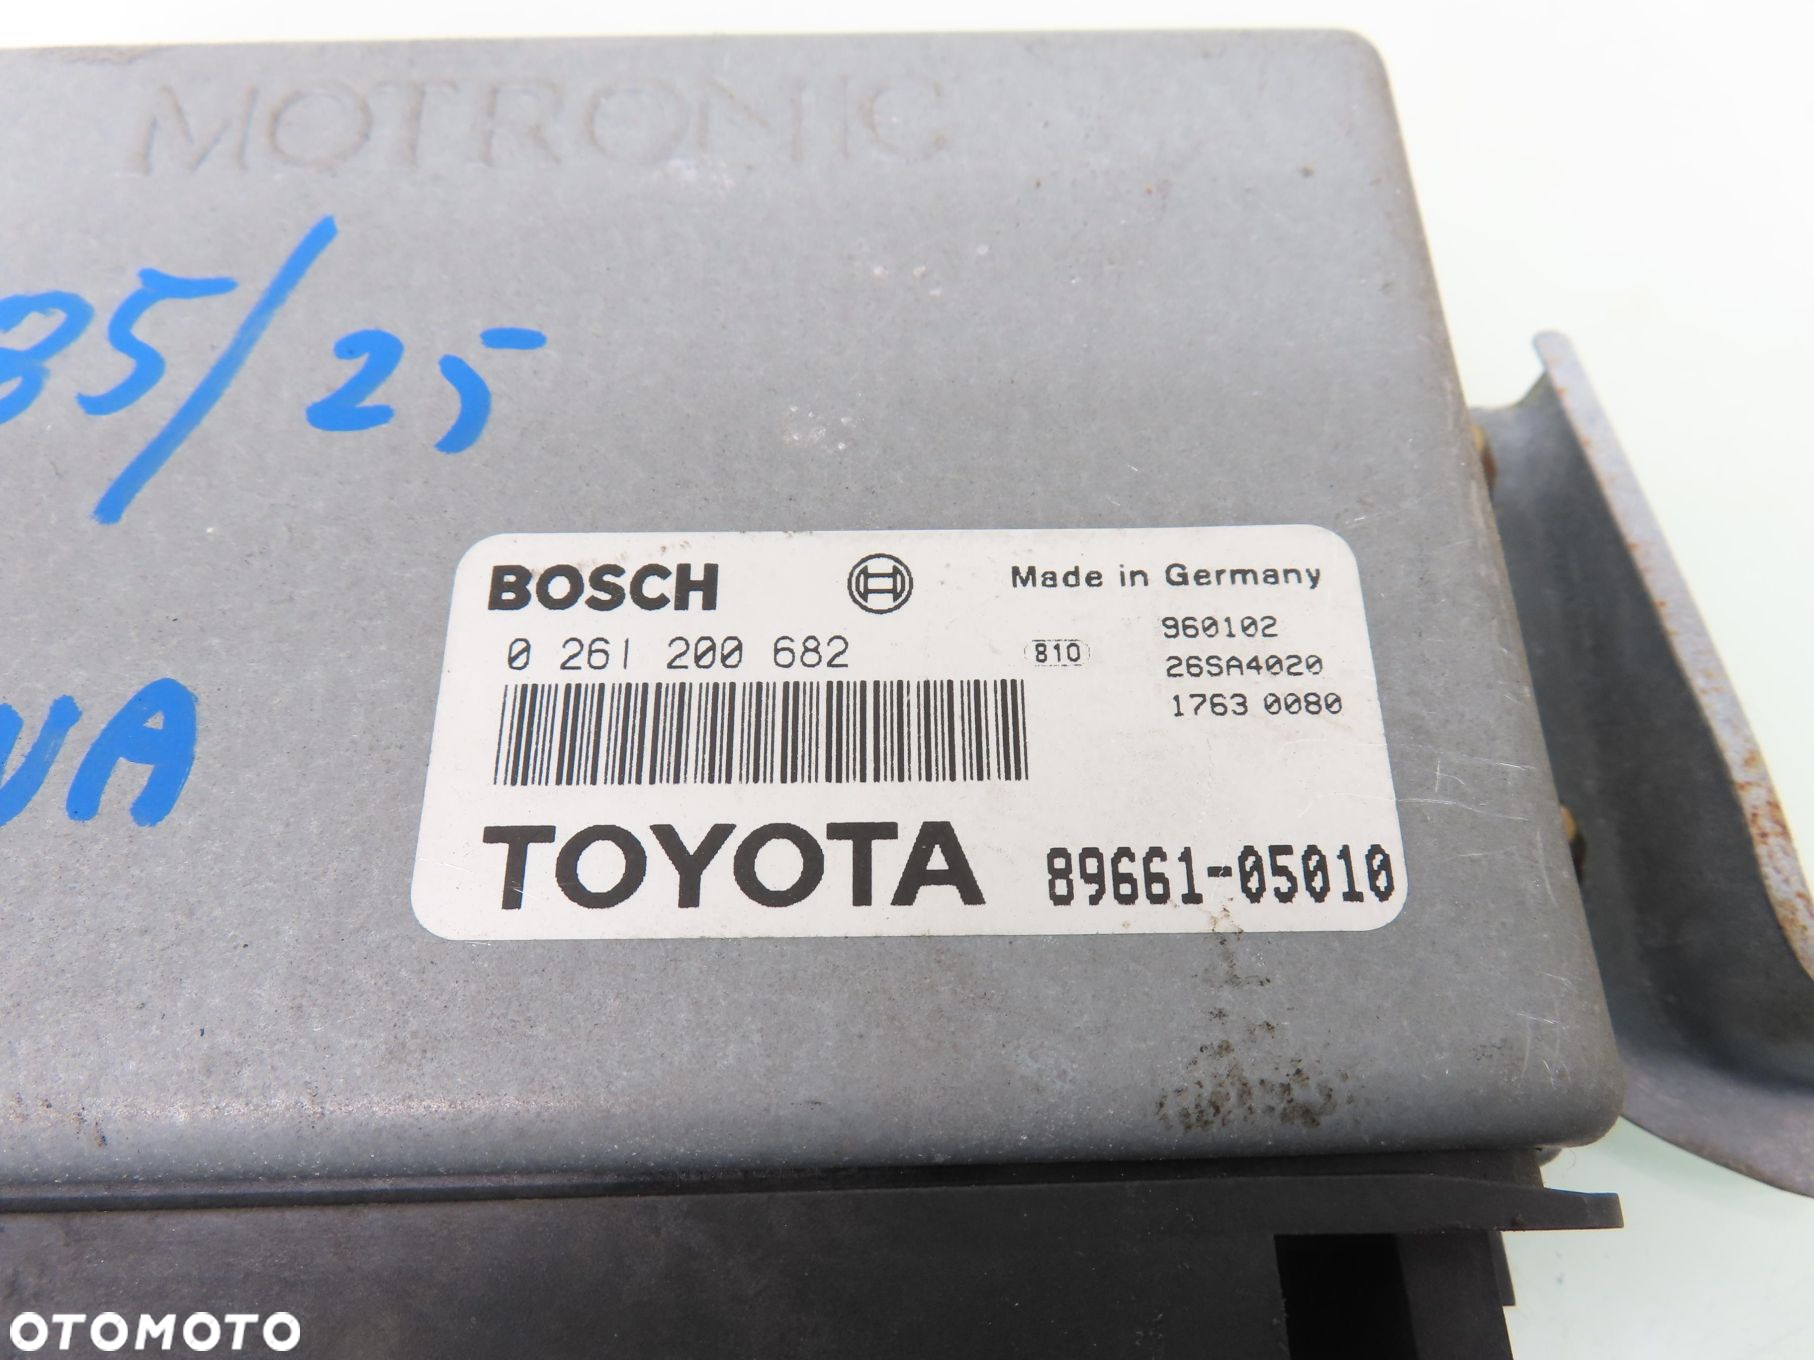 MOTRONIC
85/25
BOSCH
Made in Germany
0 261 200 682
810
960102
26SA4020
1763 0080
TOYOTA
89661-05010
OTOMOTO